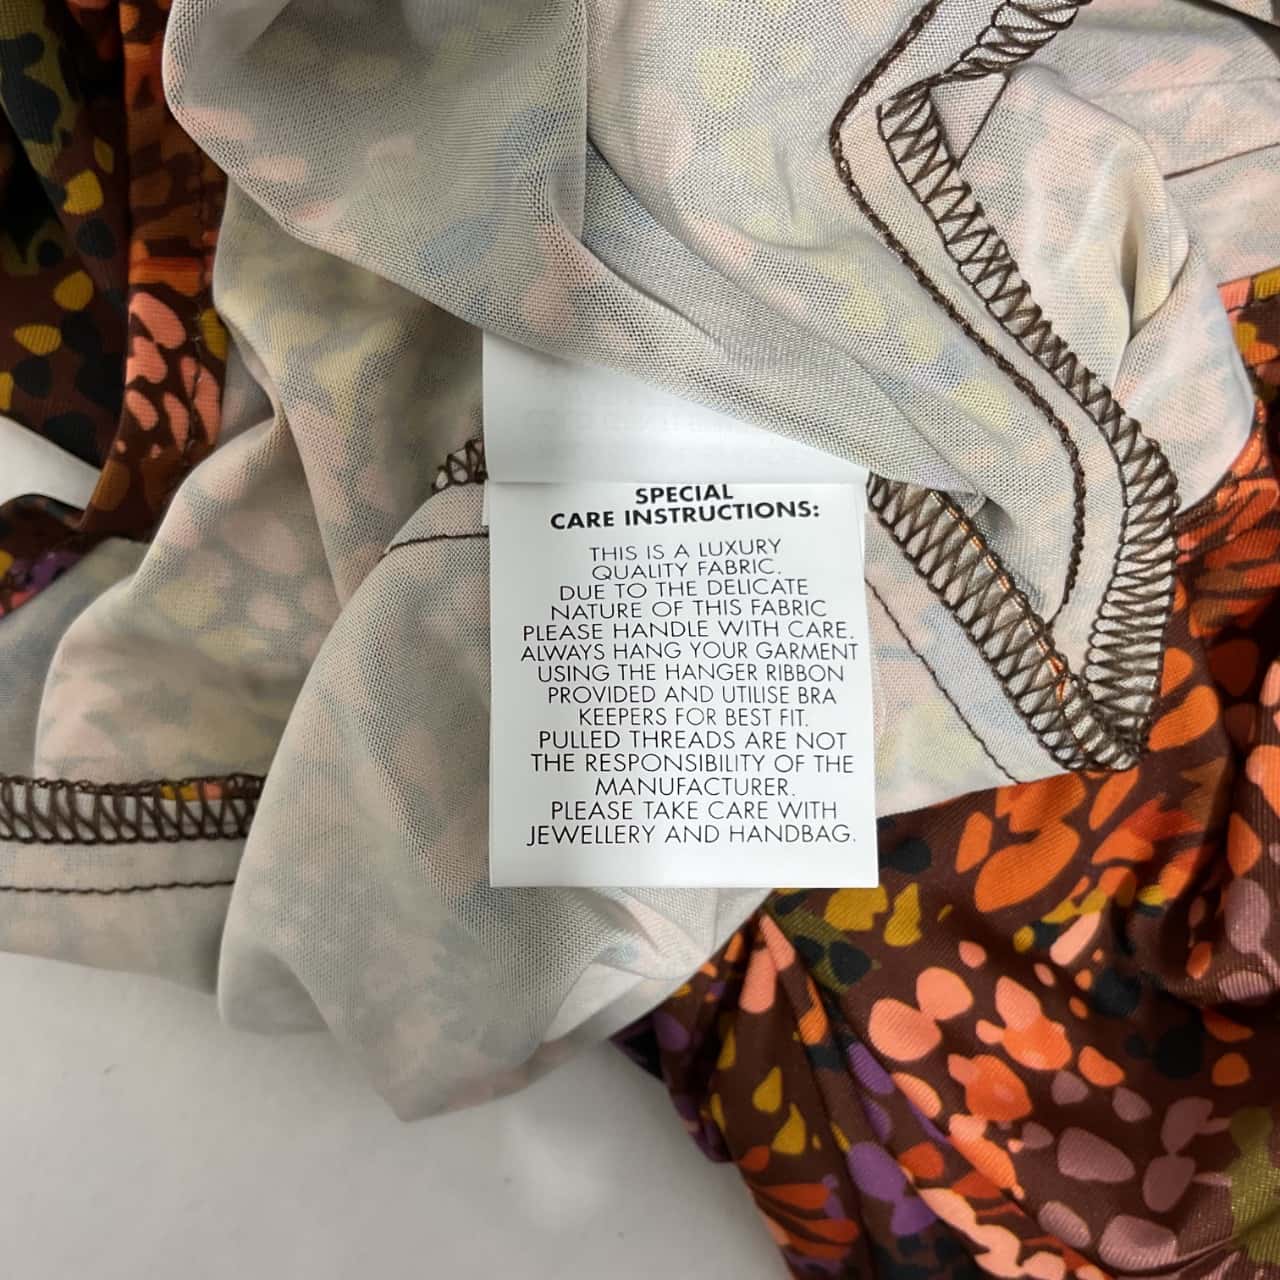 SPECIAL
CARE INSTRUCTIONS:
THIS IS A LUXURY
QUALITY FABRIC.
DUE TO THE DELICATE
NATURE OF THIS FABRIC
PLEASE HANDLE WITH CARE.
ALWAYS HANG YOUR GARMENT
USING THE HANGER RIBBON
PROVIDED AND UTILISE BRA
KEEPERS FOR BEST FIT.
PULLED THREADS ARE NOT
THE RESPONSIBILITY OF THE
MANUFACTURER.
PLEASE TAKE CARE WITH
JEWELLERY AND HANDBAG.